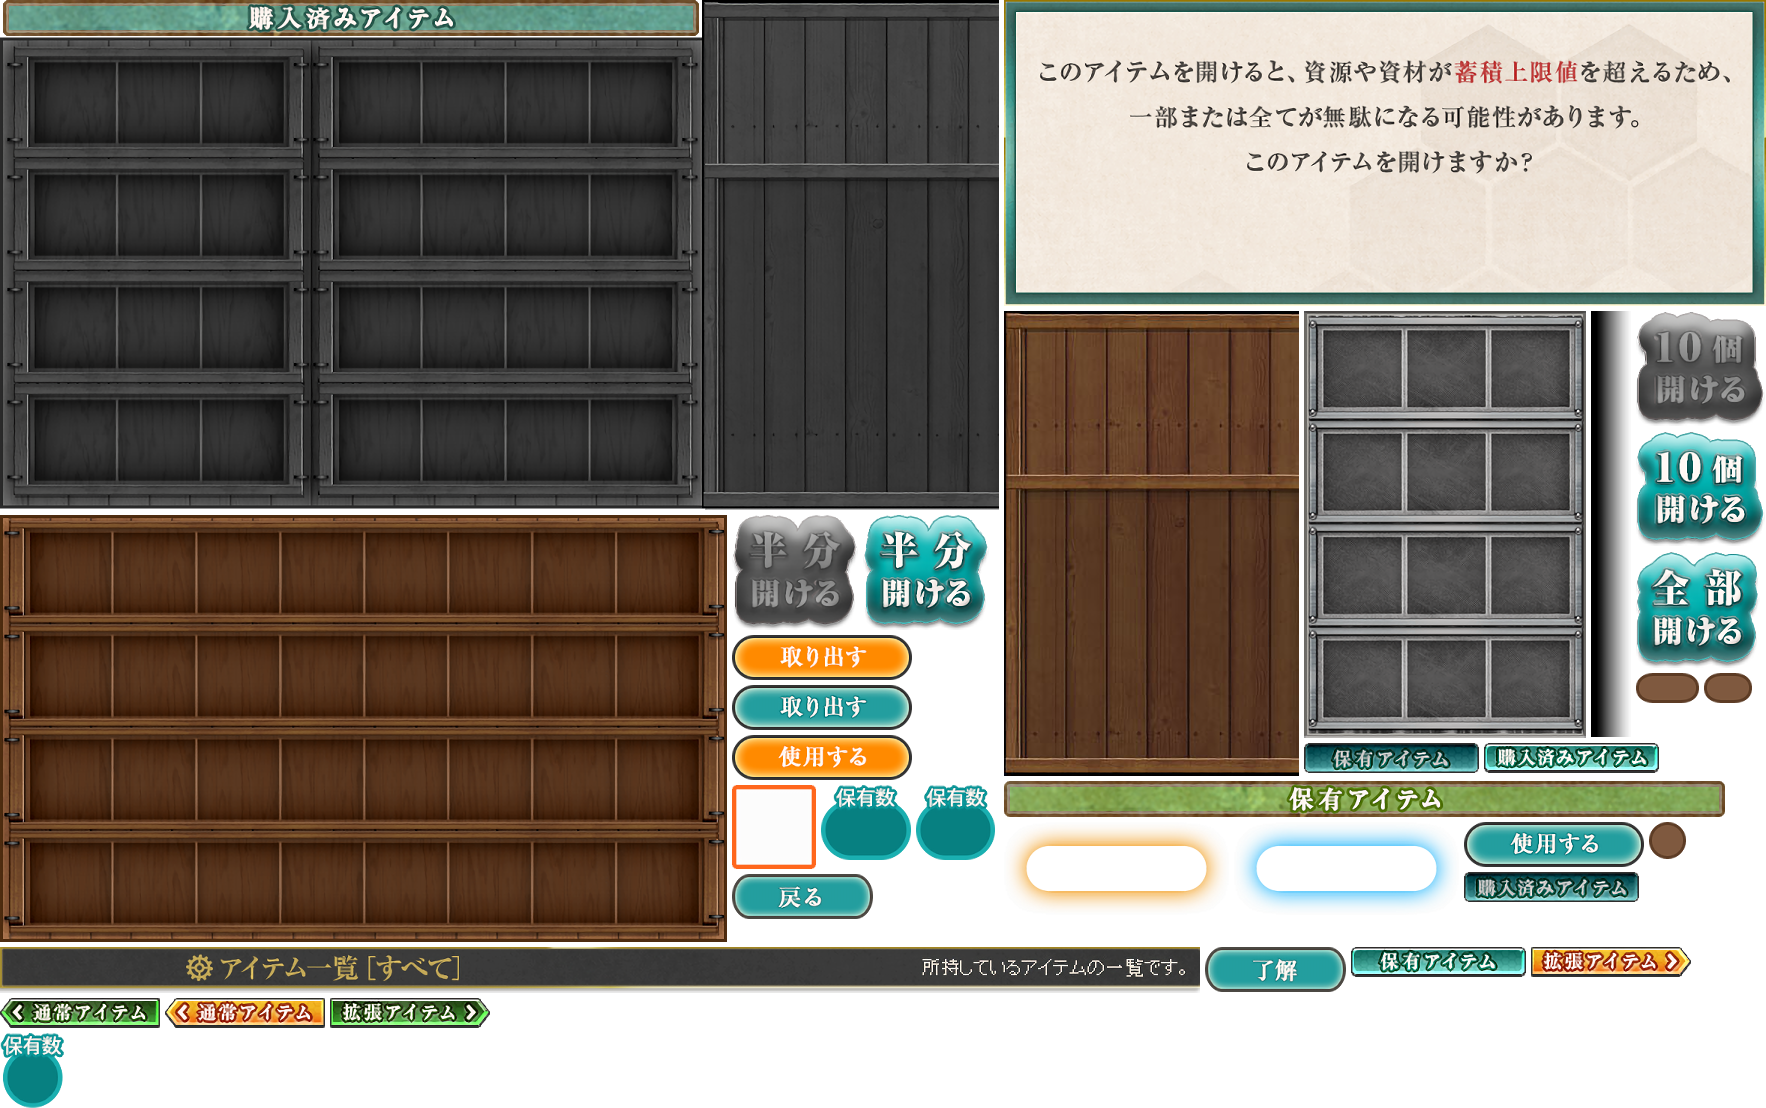 購入済みアイテム
このアイテムを開けると、資源や資材が蓄積上限値を超えるため、
一部または全てが無駄になる可能性があります。
このアイテムを開けますか?
10個
開ける
10個
開ける
全部
開ける
半分
開ける
半分
開ける
取り出す
取り出す
使用する
保有数
保有数
戻る
保有アイテム
購入済みアイテム
保有アイテム
使用する
購入済みアイテム
アイテム一覧[すべて]
所持しているアイテムの一覧です。
了解
保有アイテム
拡張アイテム
通常アイテム
通常アイテム
拡張アイテム
保有数